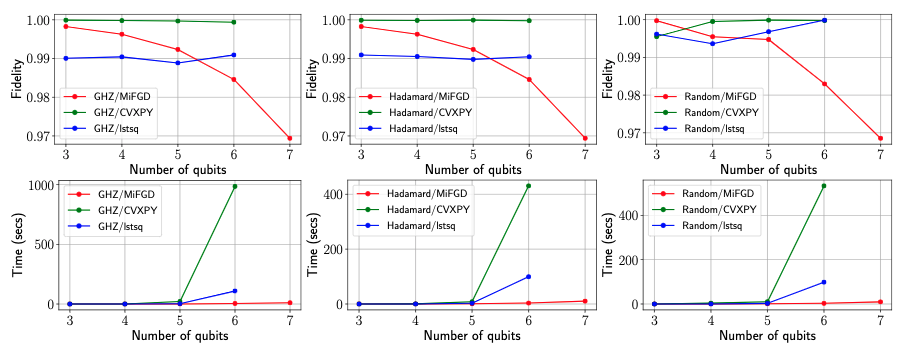 1.00
0.99
0.98
0.97
Fidelity
GHZ/MiFGD
GHZ/CVXPY
GHZ/lstsq
3 4 5 6 7
Number of qubits
1.00
0.99
0.98
0.97
Fidelity
Hadamard/MiFGD
Hadamard/CVXPY
Hadamard/lstsq
3 4 5 6 7
Number of qubits
1.00
0.99
0.98
0.97
Fidelity
Random/MiFGD
Random/CVXPY
Random/lstsq
3 4 5 6 7
Number of qubits
1000
500
0
Time (secs)
GHZ/MiFGD
GHZ/CVXPY
GHZ/lstsq
3 4 5 6 7
Number of qubits
400
200
0
Time (secs)
Hadamard/MiFGD
Hadamard/CVXPY
Hadamard/lstsq
3 4 5 6 7
Number of qubits
400
200
0
Time (secs)
Random/MiFGD
Random/CVXPY
Random/lstsq
3 4 5 6 7
Number of qubits